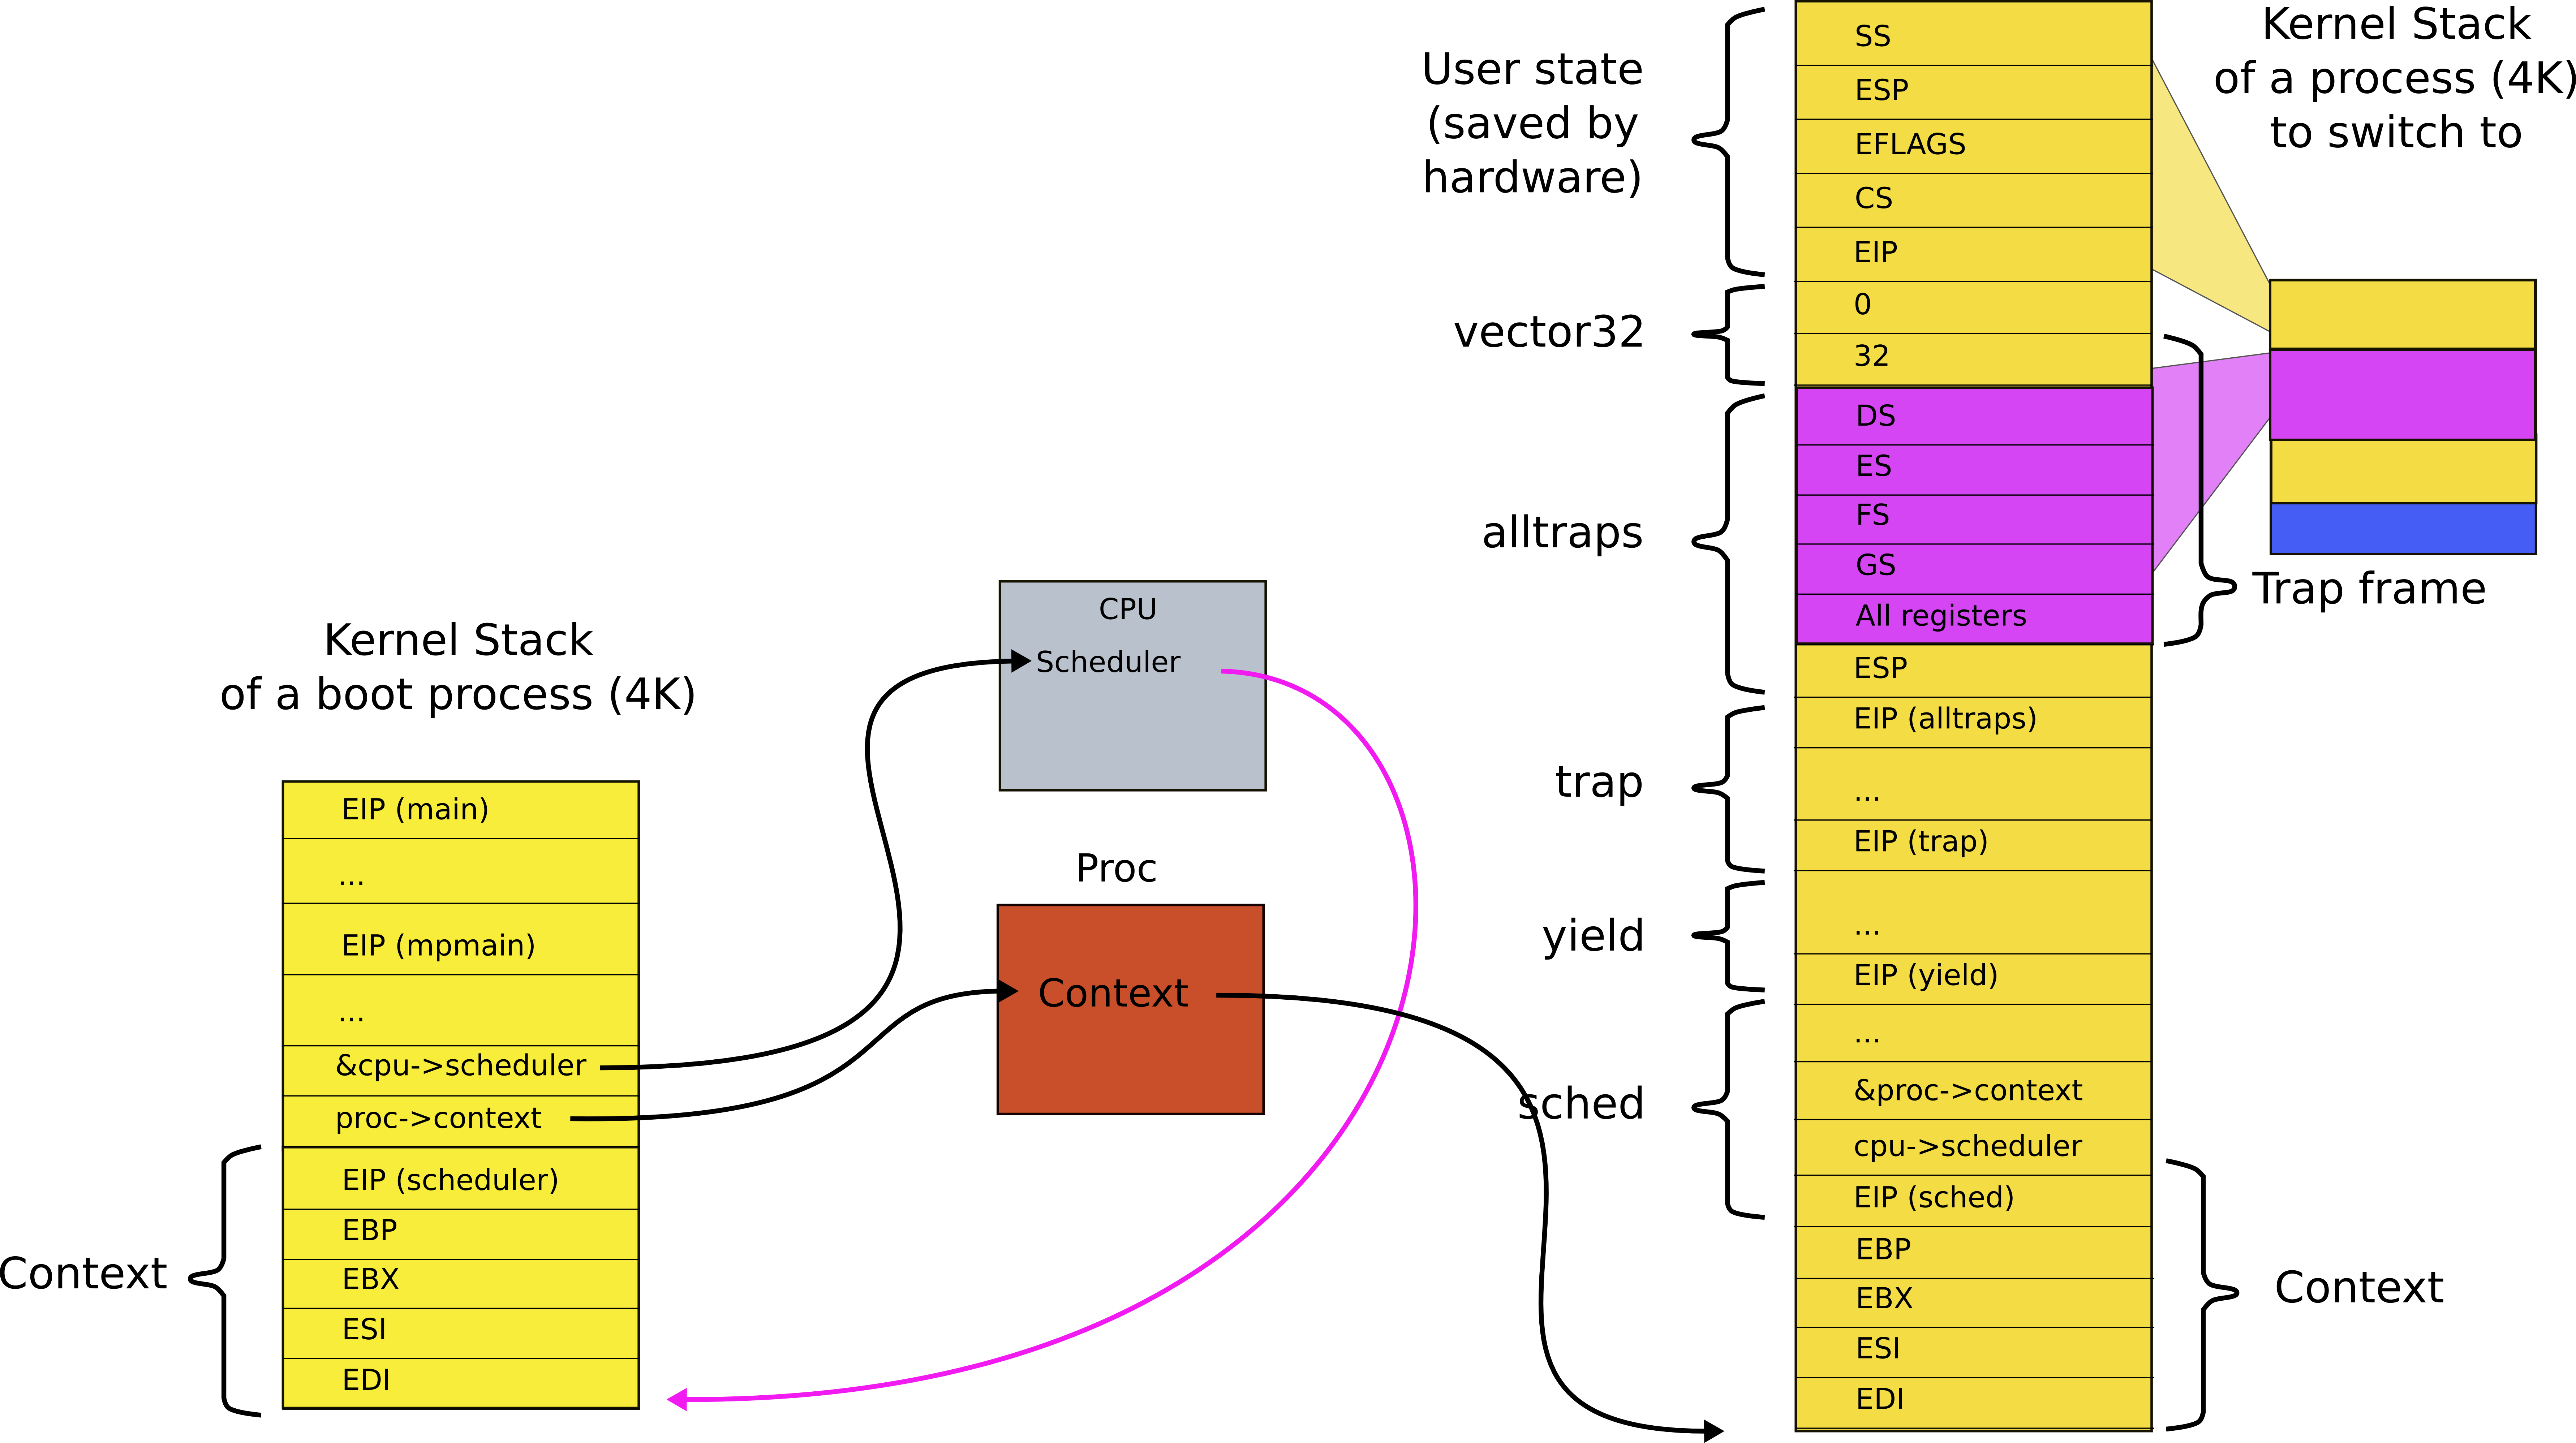 Kernel Stack
of a boot process (4K)
EIP (main)
...
EIP (mpmain)
...
&cpu->scheduler
proc->context
EIP (scheduler)
EBP
EBX
ESI
EDI
Context
CPU
Scheduler
Proc
Context
User state
(saved by
hardware)
vector32
alltraps
trap
yield
sched
SS
ESP
EFLAGS
CS
EIP
0
32
DS
ES
FS
GS
All registers
ESP
EIP (alltraps)
...
EIP (trap)
...
EIP (yield)
...
&proc->context
cpu->scheduler
EIP (sched)
EBP
EBX
ESI
EDI
Kernel Stack
of a process (4K)
to switch to
Trap frame
Context